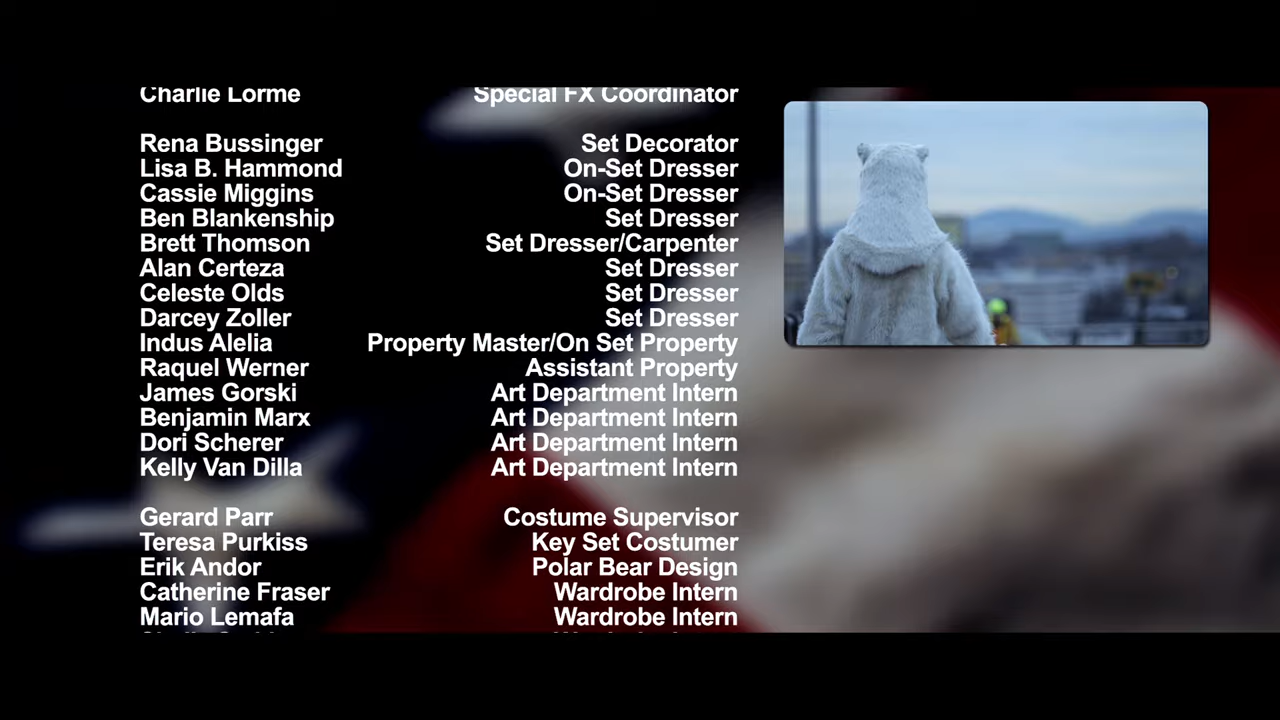 Charlie Lorme Special FX Coordinator
Rena Bussinger Set Decorator
Lisa B. Hammond On-Set Dresser
Cassie Miggins On-Set Dresser
Ben Blankenship Set Dresser
Brett Thomson Set Dresser/Carpenter
Alan Certeza Set Dresser
Celeste Olds Set Dresser
Darcey Zoller Set Dresser
Indus Alelia Property Master/On Set Property
Raquel Werner Assistant Property
James Gorski Art Department Intern
Benjamin Marx Art Department Intern
Dori Scherer Art Department Intern
Kelly Van Dilla Art Department Intern
Gerard Parr Costume Supervisor
Teresa Purkiss Key Set Costumer
Erik Andor Polar Bear Design
Catherine Fraser Wardrobe Intern
Mario Lemafa Wardrobe Intern